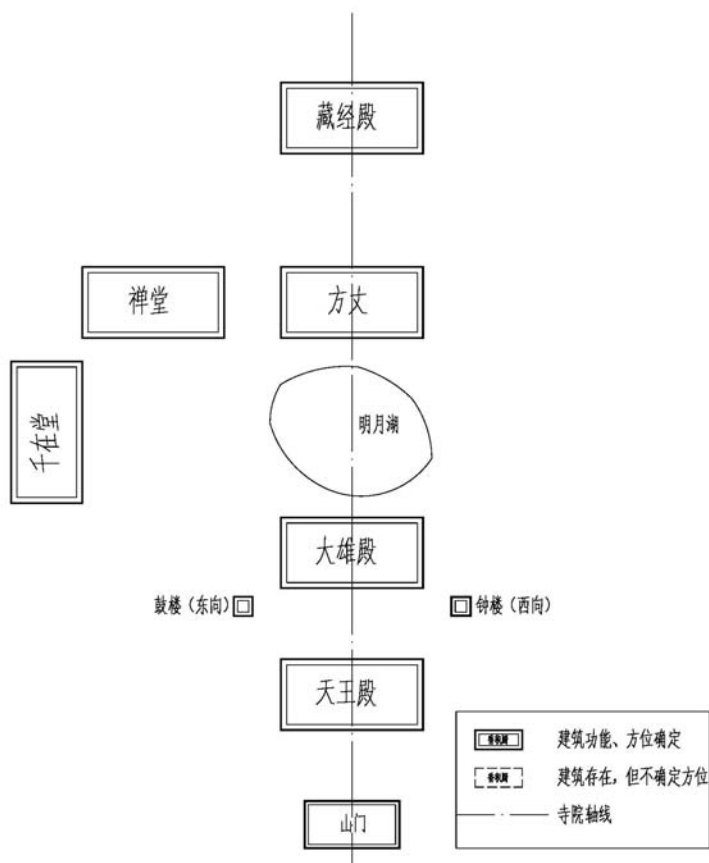 藏经殿
禅堂
方丈
千在堂
明月湖
大雄殿
鼓楼（东向）
钟楼（西向）
天王殿
建筑功能、方位确定
建筑存在，但不确定方位
寺院轴线
山门